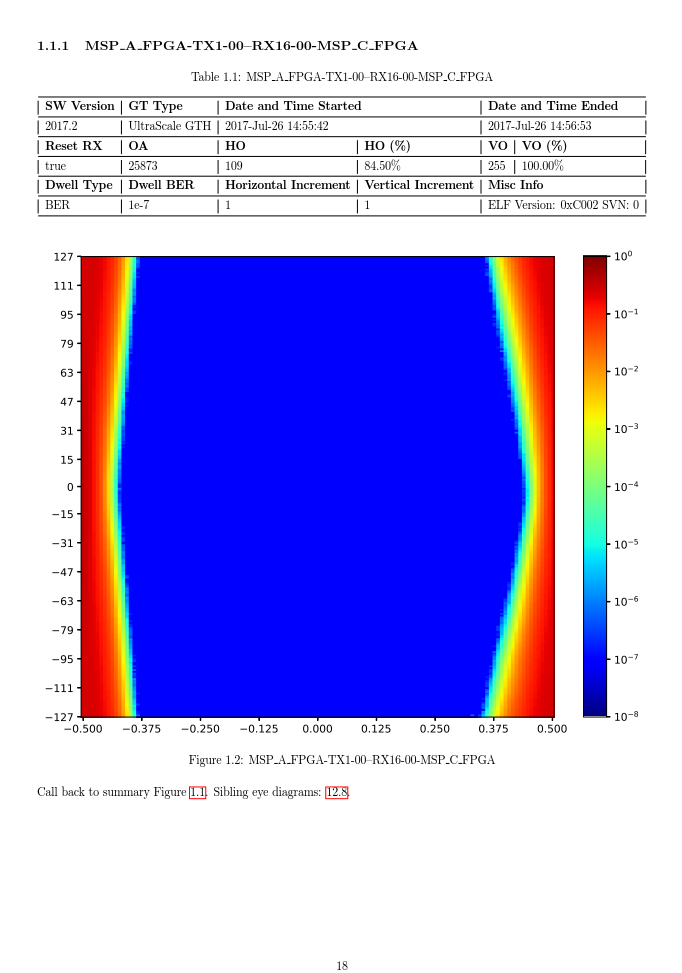 1.1.1 MSP_A_FPGA-TX1-00–RX16-00-MSP_C_FPGA
Table 1.1: MSP_A_FPGA-TX1-00–RX16-00-MSP_C_FPGA
SW Version GT Type Date and Time Started Date and Time Ended
2017.2 UltraScale GTH 2017-Jul-26 14:55:42 2017-Jul-26 14:56:53
Reset RX OA HO HO (%) VO VO (%)
true 25873 109 84.50% 255 100.00%
Dwell Type Dwell BER Horizontal Increment Vertical Increment Misc Info
BER 1e-7 1 1 ELF Version: 0xC002 SVN: 0
127
111
95
79
63
47
31
15
0
−15
−31
−47
−63
−79
−95
−111
−127
−0.500 −0.375 −0.250 −0.125 0.000 0.125 0.250 0.375 0.500
10⁰
10⁻¹
10⁻²
10⁻³
10⁻⁴
10⁻⁵
10⁻⁶
10⁻⁷
10⁻⁸
Figure 1.2: MSP_A_FPGA-TX1-00–RX16-00-MSP_C_FPGA
Call back to summary Figure 1.1. Sibling eye diagrams: 12.8.
18